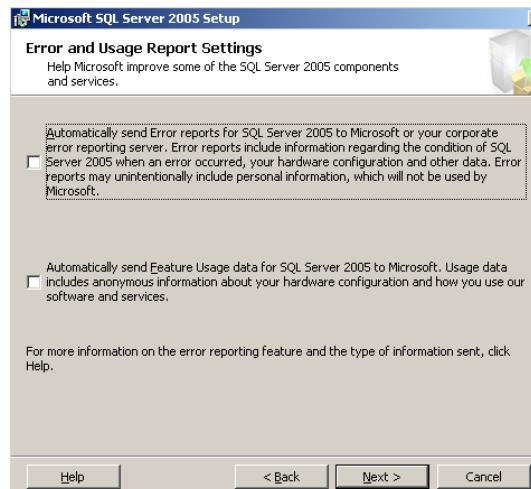 Microsoft SQL Server 2005 Setup
Error and Usage Report Settings
Help Microsoft improve some of the SQL Server 2005 components
and services.
Automatically send Error reports for SQL Server 2005 to Microsoft or your corporate
error reporting server. Error reports include information regarding the condition of SQL
Server 2005 when an error occurred, your hardware configuration and other data. Error
reports may unintentionally include personal information, which will not be used by
Microsoft.
Automatically send Feature Usage data for SQL Server 2005 to Microsoft. Usage data
includes anonymous information about your hardware configuration and how you use our
software and services.
For more information on the error reporting feature and the type of information sent, click
Help.
Help
< Back
Next >
Cancel